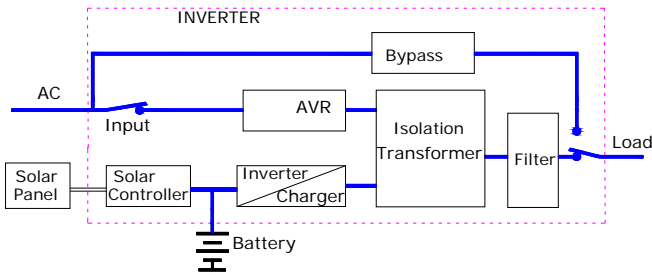 INVERTER
Bypass
AC
AVR
Input
Isolation
Transformer
Load
Filter
Solar
Panel
Solar
Controller
Inverter
Charger
Battery